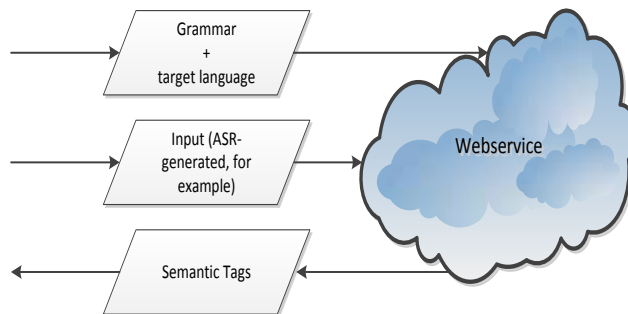 Grammar
+
target language
Input (ASR-
generated, for
example)
Webservice
Semantic Tags